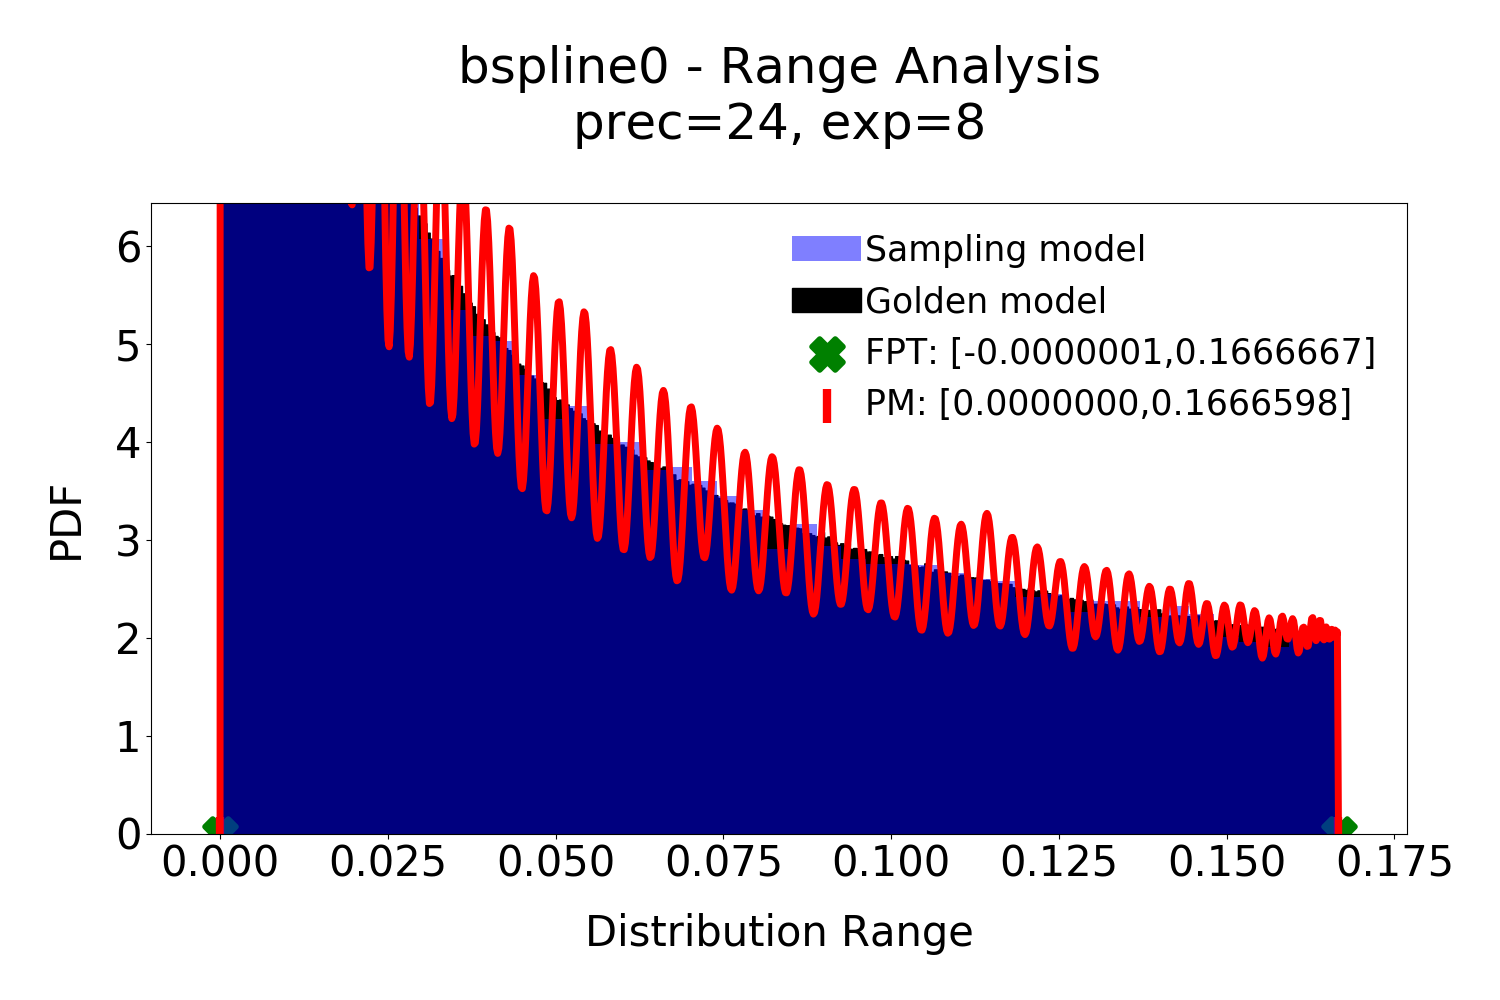 bspline0 - Range Analysis
prec=24, exp=8
Sampling model
Golden model
FPT: [-0.0000001,0.1666667]
PM: [0.0000000,0.1666598]
PDF
6
5
4
3
2
1
0
0.000 0.025 0.050 0.075 0.100 0.125 0.150 0.175
Distribution Range